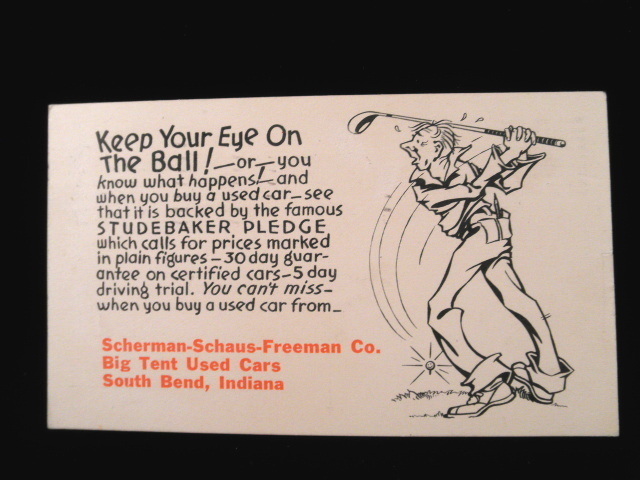 Keep Your Eye On
The Ball!—or—you
know what happens!—and
when you buy a used car—see
that it is backed by the famous
STUDEBAKER PLEDGE
which calls for prices marked
in plain figures—30 day guar-
antee on certified cars—5 day
driving trial. You can't miss—
when you buy a used car from—
Scherman-Schaus-Freeman Co.
Big Tent Used Cars
South Bend, Indiana